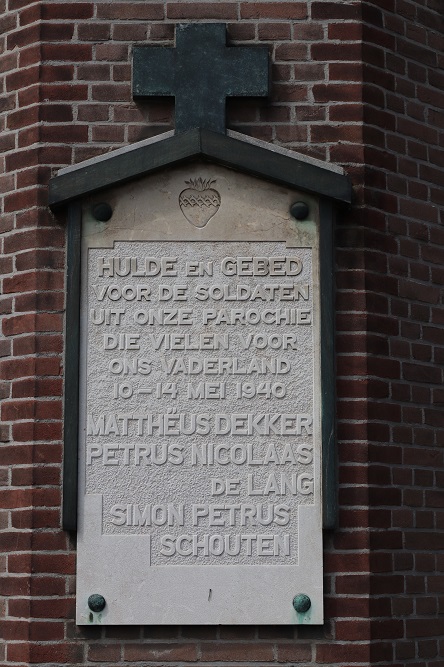 HULDE EN GEBED
VOOR DE SOLDATEN
UIT ONZE PAROCHIE
DIE VIELEN VOOR
ONS VADERLAND
10-14 MEI 1940
MATTHËUS DEKKER
PETRUS NICOLAAS
DE LANG
SIMON PETRUS
SCHOUTEN